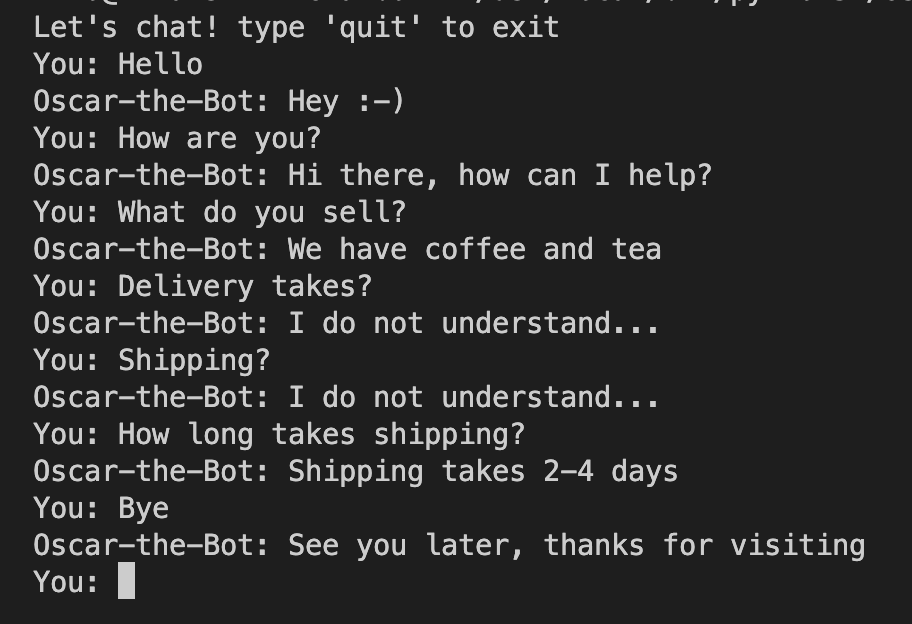 Let's chat! type 'quit' to exit
You: Hello
Oscar-the-Bot: Hey :-)
You: How are you?
Oscar-the-Bot: Hi there, how can I help?
You: What do you sell?
Oscar-the-Bot: We have coffee and tea
You: Delivery takes?
Oscar-the-Bot: I do not understand...
You: Shipping?
Oscar-the-Bot: I do not understand...
You: How long takes shipping?
Oscar-the-Bot: Shipping takes 2-4 days
You: Bye
Oscar-the-Bot: See you later, thanks for visiting
You: